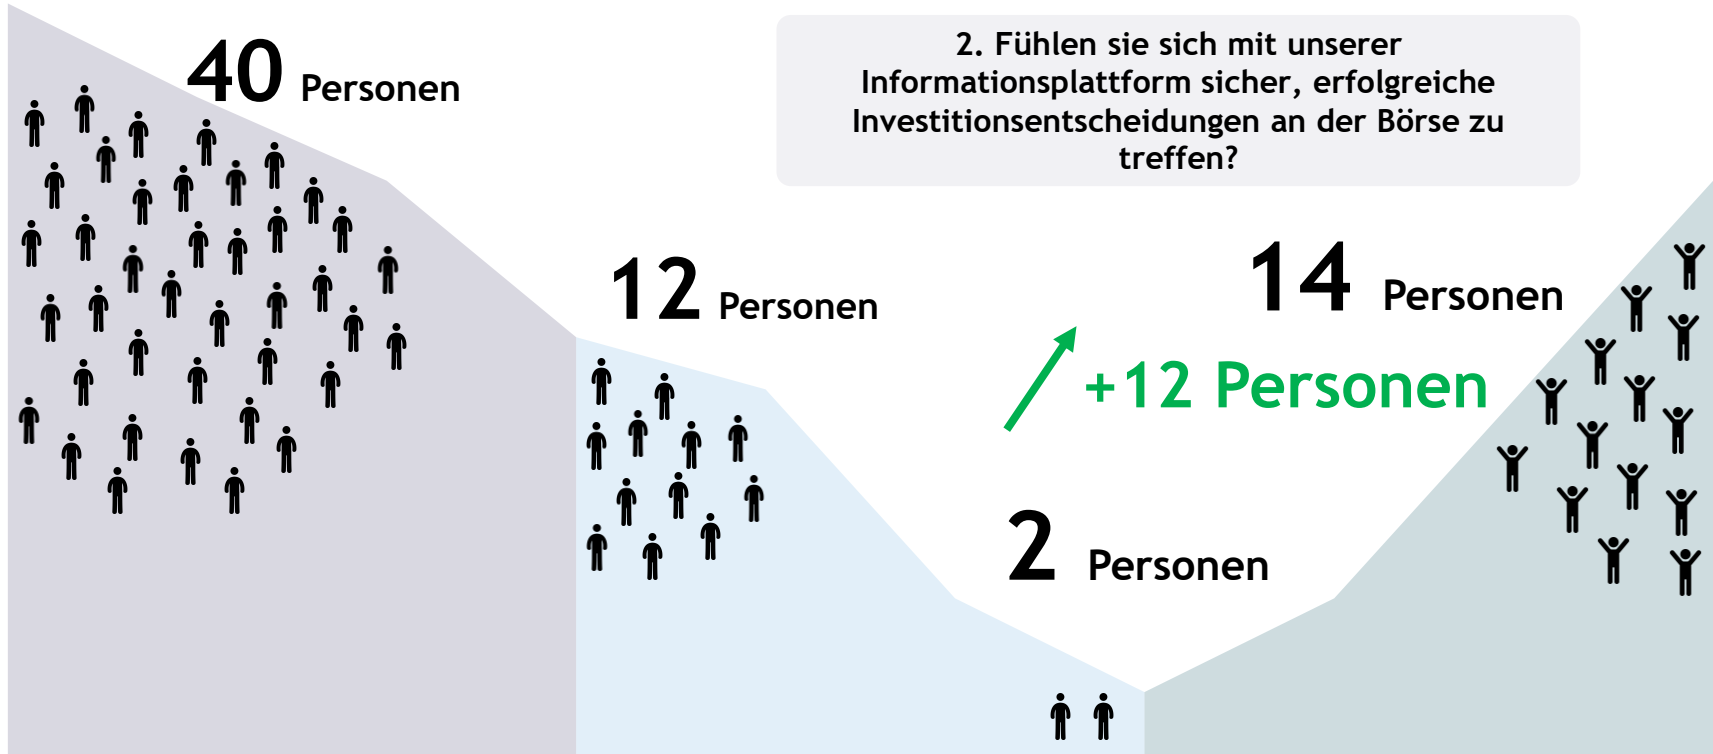 40 Personen
2. Fühlen sie sich mit unserer
Informationsplattform sicher, erfolgreiche
Investitionsentscheidungen an der Börse zu
treffen?
12 Personen
14 Personen
+12 Personen
2 Personen